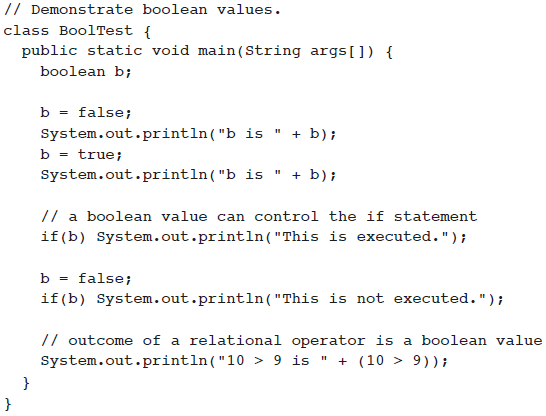 // Demonstrate boolean values.
class BoolTest {
  public static void main(String args[]) {
    boolean b;

    b = false;
    System.out.println("b is " + b);
    b = true;
    System.out.println("b is " + b);

    // a boolean value can control the if statement
    if(b) System.out.println("This is executed.");

    b = false;
    if(b) System.out.println("This is not executed.");

    // outcome of a relational operator is a boolean value
    System.out.println("10 > 9 is " + (10 > 9));
  }
}